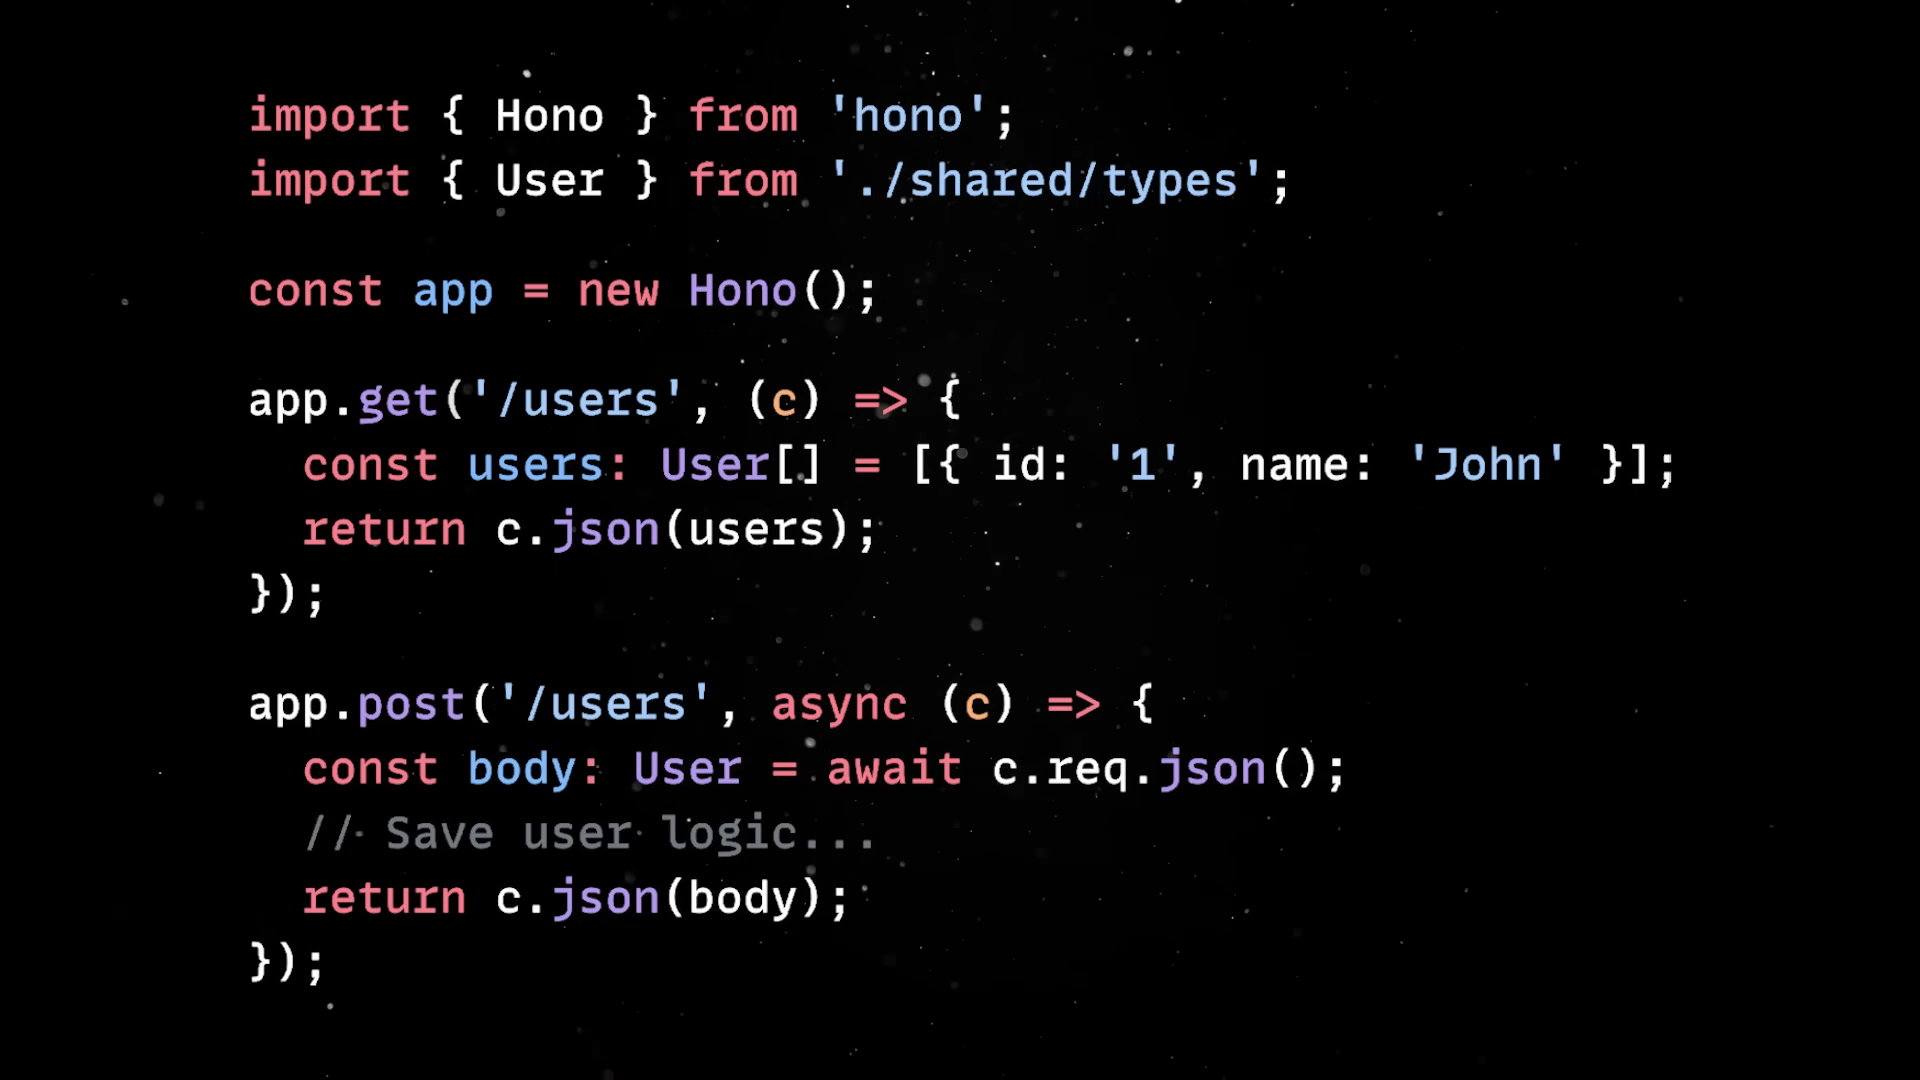 import { Hono } from 'hono';
import { User } from './shared/types';
const app = new Hono();
app.get('/users', (c) => {
  const users: User[] = [{ id: '1', name: 'John' }];
  return c.json(users);
});
app.post('/users', async (c) => {
  const body: User = await c.req.json();
  // Save user logic...
  return c.json(body);
});